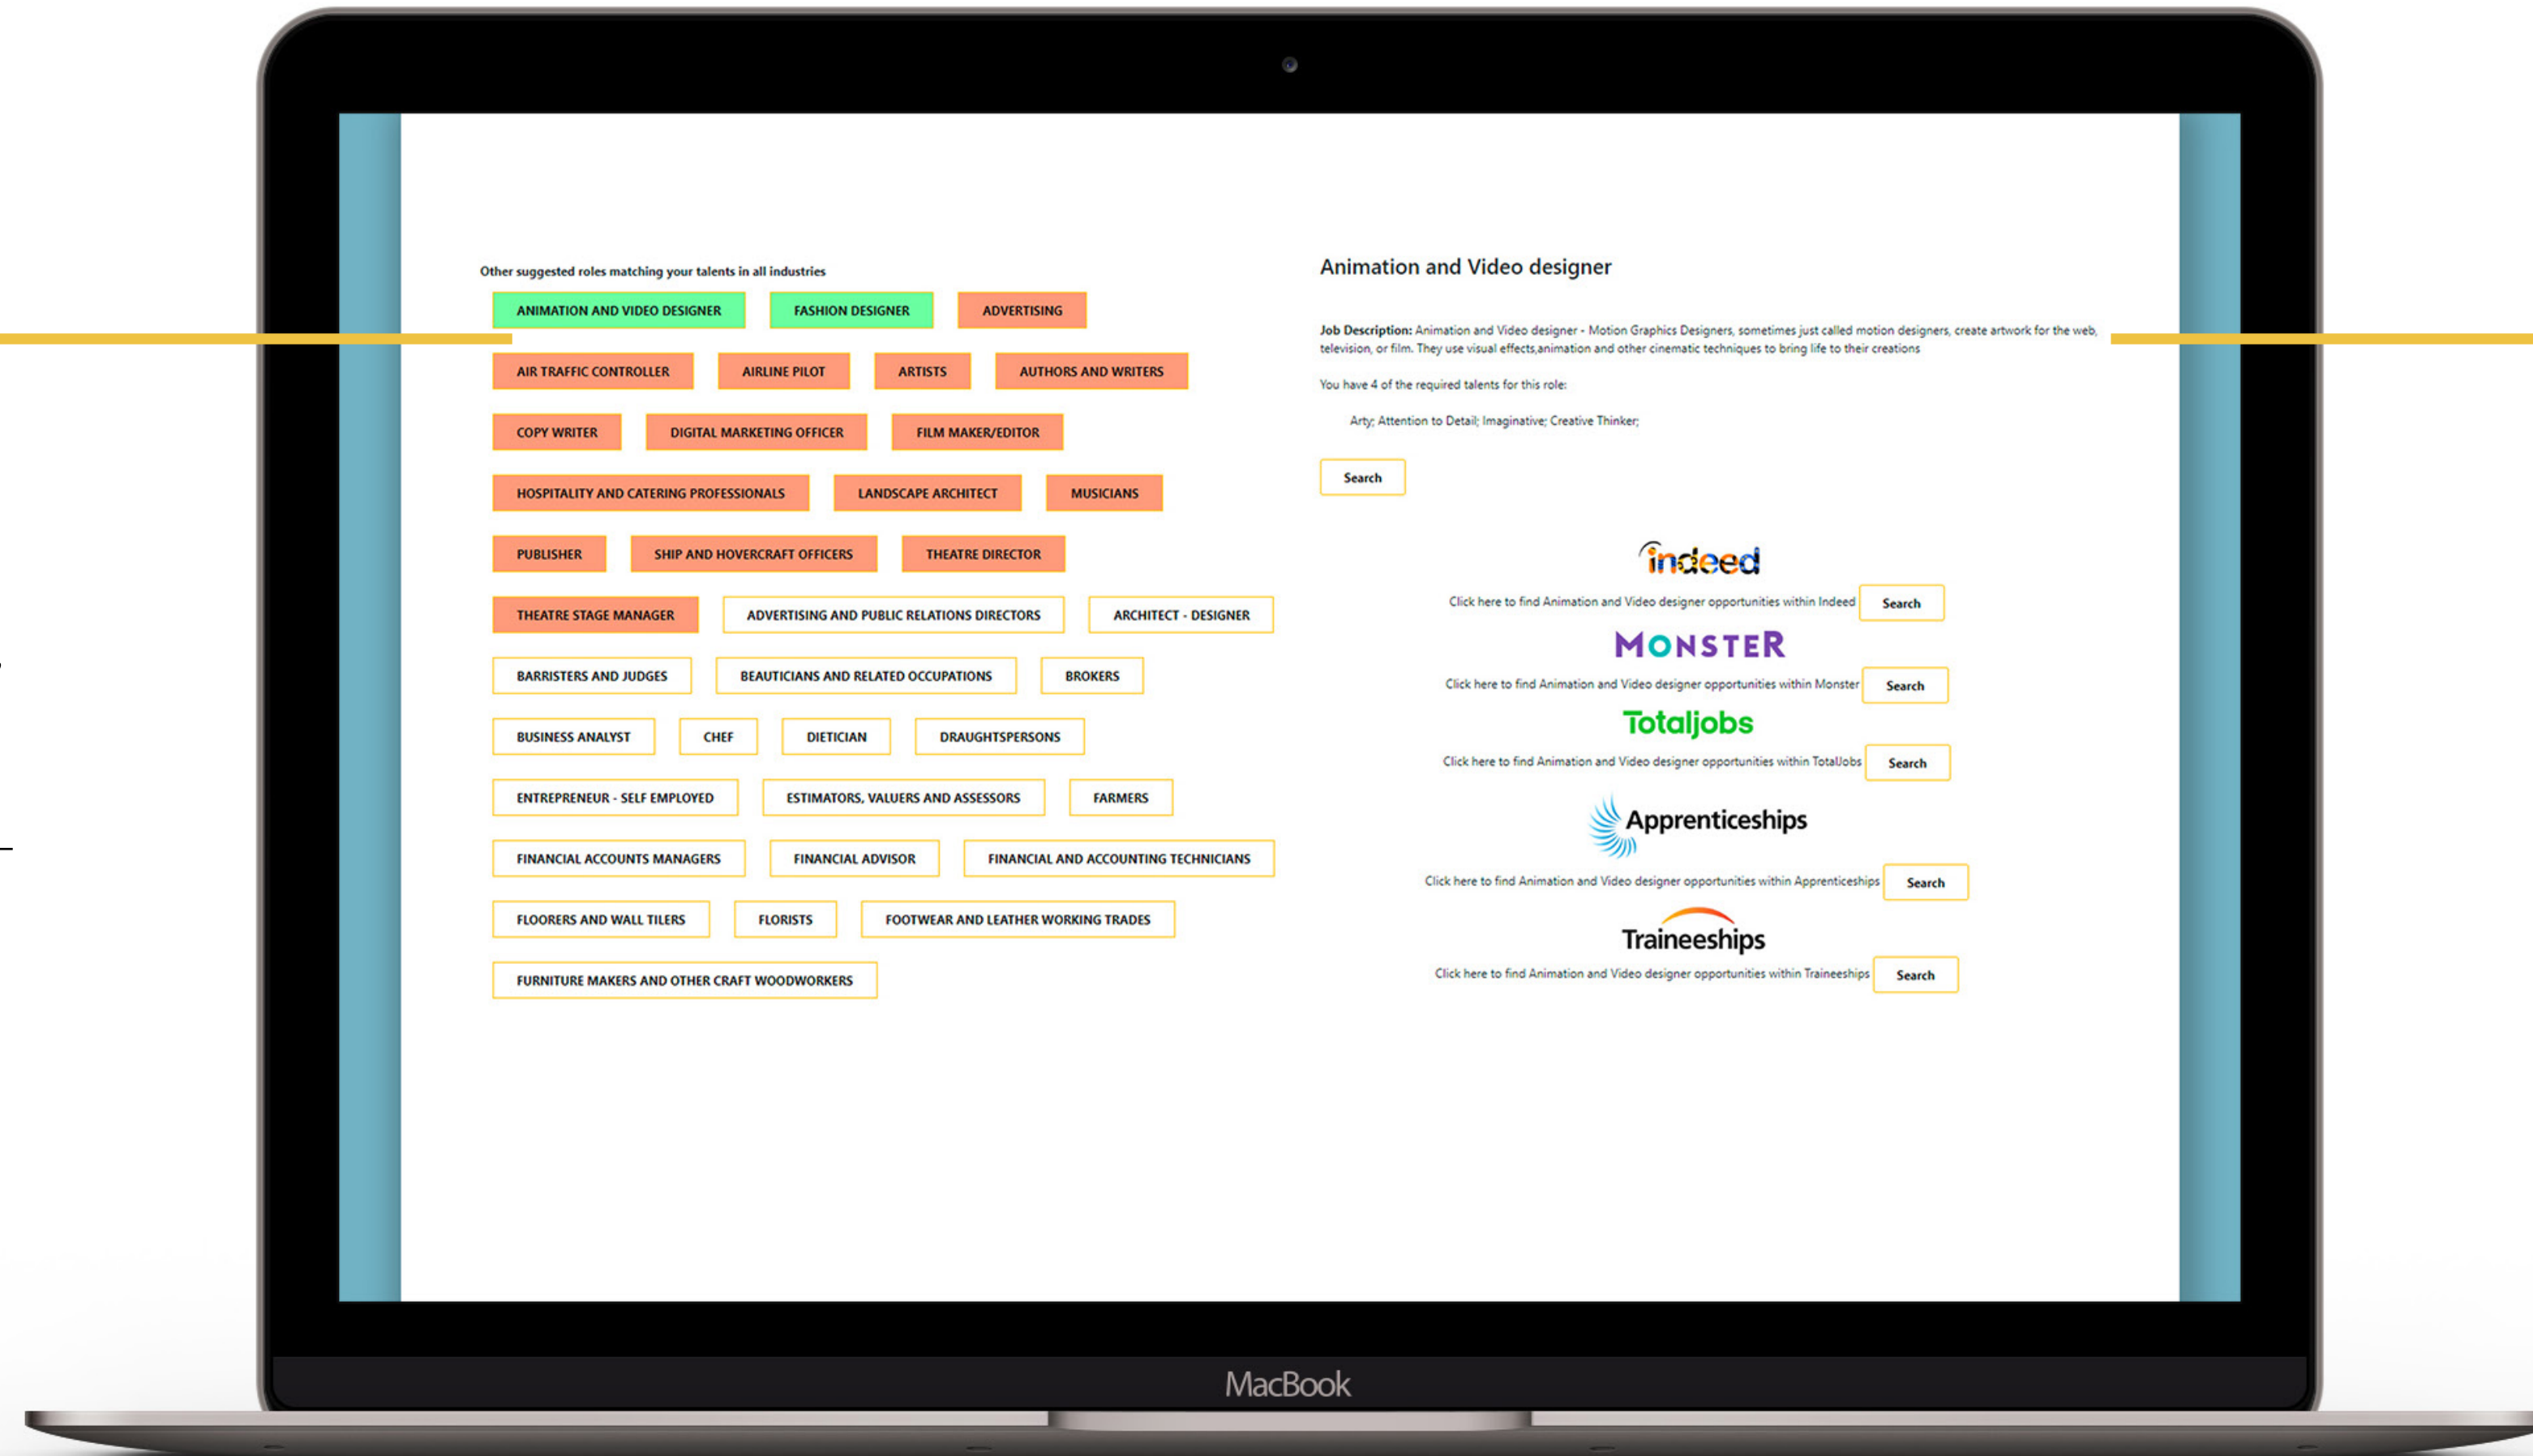 Other suggested roles matching your talents in all industries
ANIMATION AND VIDEO DESIGNER FASHION DESIGNER ADVERTISING
AIR TRAFFIC CONTROLLER AIRLINE PILOT ARTISTS AUTHORS AND WRITERS
COPY WRITER DIGITAL MARKETING OFFICER FILM MAKER/EDITOR
HOSPITALITY AND CATERING PROFESSIONALS LANDSCAPE ARCHITECT MUSICIANS
PUBLISHER SHIP AND HOVERCRAFT OFFICERS THEATRE DIRECTOR
THEATRE STAGE MANAGER ADVERTISING AND PUBLIC RELATIONS DIRECTORS ARCHITECT - DESIGNER
BARRISTERS AND JUDGES BEAUTICIANS AND RELATED OCCUPATIONS BROKERS
BUSINESS ANALYST CHEF DIETICIAN DRAUGHTSPERSONS
ENTREPRENEUR - SELF EMPLOYED ESTIMATORS, VALUERS AND ASSESSORS FARMERS
FINANCIAL ACCOUNTS MANAGERS FINANCIAL ADVISOR FINANCIAL AND ACCOUNTING TECHNICIANS
FLOORERS AND WALL TILERS FLORISTS FOOTWEAR AND LEATHER WORKING TRADES
FURNITURE MAKERS AND OTHER CRAFT WOODWORKERS
Animation and Video designer
Job Description: Animation and Video designer - Motion Graphics Designers, sometimes just called motion designers, create artwork for the web,
television, or film. They use visual effects,animation and other cinematic techniques to bring life to their creations
You have 4 of the required talents for this role:
Arty; Attention to Detail; Imaginative; Creative Thinker;
Search
indeed
Click here to find Animation and Video designer opportunities within Indeed Search
MONSTER
Click here to find Animation and Video designer opportunities within Monster Search
Totaljobs
Click here to find Animation and Video designer opportunities within TotalJobs Search
Apprenticeships
Click here to find Animation and Video designer opportunities within Apprenticeships Search
Traineeships
Click here to find Animation and Video designer opportunities within Traineeships Search
MacBook